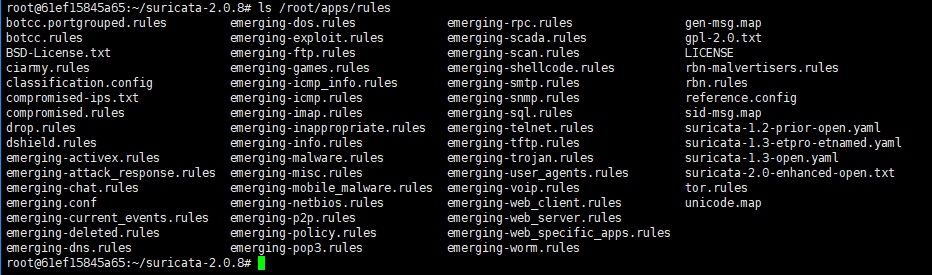 root@61ef15845a65:~/suricata-2.0.8# ls /root/apps/rules
botcc.portgrouped.rules emerging-dos.rules emerging-rpc.rules gen-msg.map
botcc.rules emerging-exploit.rules emerging-scada.rules gpl-2.0.txt
BSD-License.txt emerging-ftp.rules emerging-scan.rules LICENSE
ciarmy.rules emerging-games.rules emerging-shellcode.rules rbn-malvertisers.rules
classification.config emerging-icmp_info.rules emerging-smtp.rules rbn.rules
compromised-ips.txt emerging-icmp.rules emerging-snmp.rules reference.config
compromised.rules emerging-imap.rules emerging-sql.rules sid-msg.map
drop.rules emerging-inappropriate.rules emerging-telnet.rules suricata-1.2-prior-open.yaml
dshield.rules emerging-info.rules emerging-tftp.rules suricata-1.3-etpro-etnamed.yaml
emerging-activex.rules emerging-malware.rules emerging-trojan.rules suricata-1.3-open.yaml
emerging-attack_response.rules emerging-misc.rules emerging-user_agents.rules suricata-2.0-enhanced-open.txt
emerging-chat.rules emerging-mobile_malware.rules emerging-voip.rules tor.rules
emerging.conf emerging-netbios.rules emerging-web_client.rules unicode.map
emerging-current_events.rules emerging-p2p.rules emerging-web_server.rules
emerging-deleted.rules emerging-policy.rules emerging-web_specific_apps.rules
emerging-dns.rules emerging-pop3.rules emerging-worm.rules
root@61ef15845a65:~/suricata-2.0.8#